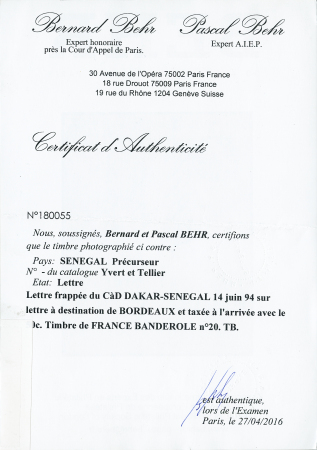 Bernard Behr Pascal Behr
Expert honoraire Expert A.I.E.P.
près la Cour d'Appel de Paris.
30 Avenue de l'Opéra 75002 Paris France
18 rue Drouot 75009 Paris France
19 rue du Rhône 1204 Genève Suisse
Certificat d'Authenticité
N°180055
Nous, soussignés, Bernard et Pascal BEHR, certifions
que le timbre photographié ci contre :
Pays: SENEGAL Précurseur
N° - du catalogue Yvert et Tellier
Etat: Lettre
Lettre frappée du CàD DAKAR-SENEGAL 14 juin 94 sur
lettre à destination de BORDEAUX et taxée à l'arrivée avec le
0c. Timbre de FRANCE BANDEROLE n°20. TB.
est authentique,
lors de l'Examen
Paris, le 27/04/2016